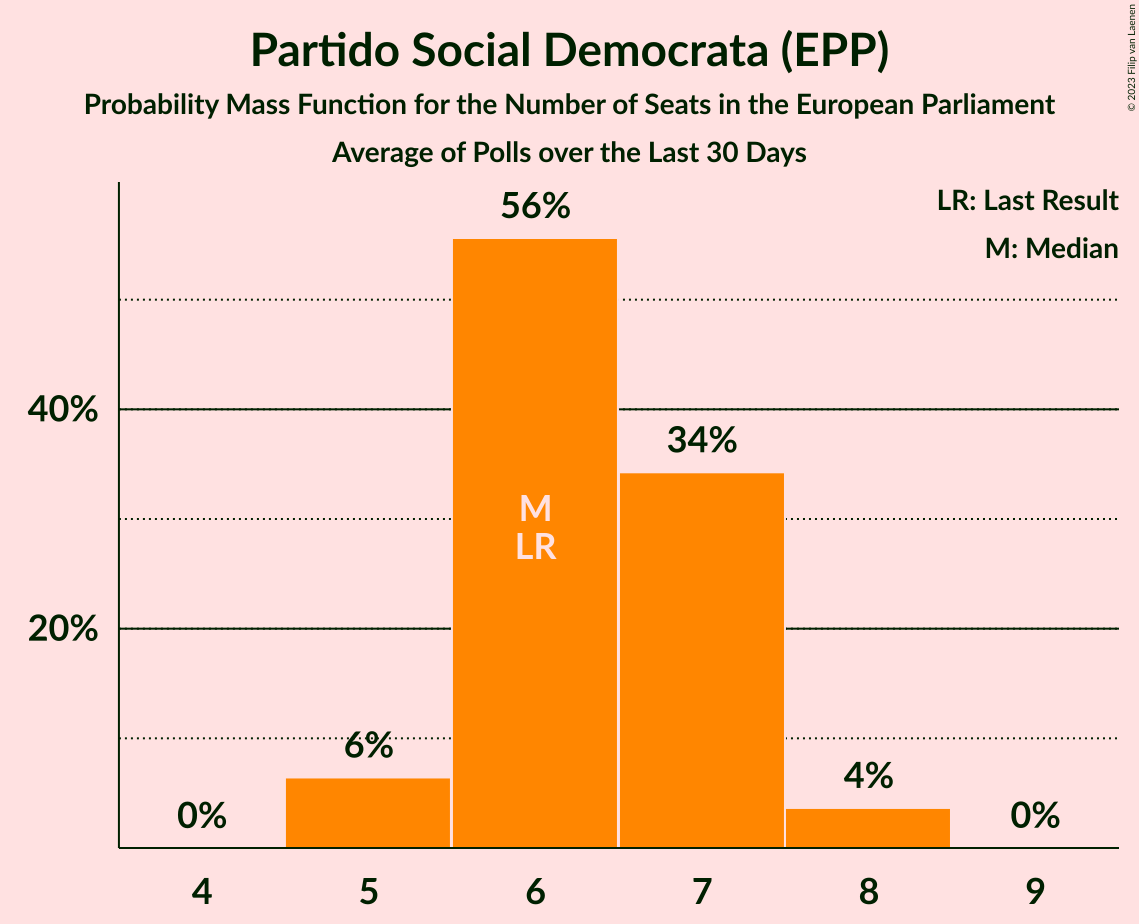 Partido Social Democrata (EPP)
Probability Mass Function for the Number of Seats in the European Parliament
Average of Polls over the Last 30 Days
© 2023 Filip van Laenen
LR: Last Result
M: Median
56%
40%
34%
M
LR
20%
6%
4%
0%
0%
4 5 6 7 8 9